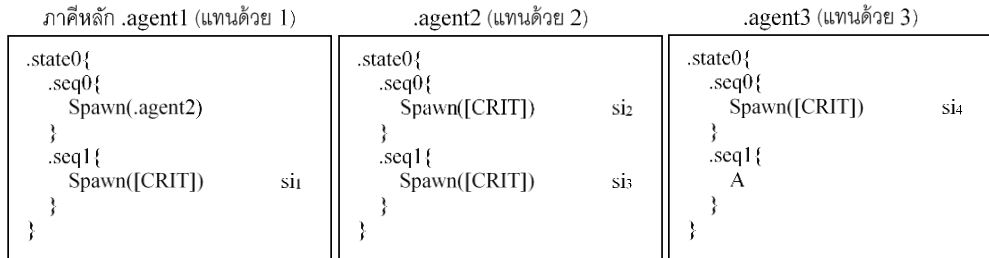 ภาคีหลัก .agent1 (แทนด้วย 1)
.state0{
.seq0{
Spawn(.agent2)
}
.seq1{
Spawn([CRIT]) si1
}
}
.agent2 (แทนด้วย 2)
.state0{
.seq0{
Spawn([CRIT]) si2
}
.seq1{
Spawn([CRIT]) si3
}
}
.agent3 (แทนด้วย 3)
.state0{
.seq0{
Spawn([CRIT]) si4
}
.seq1{
A
}
}